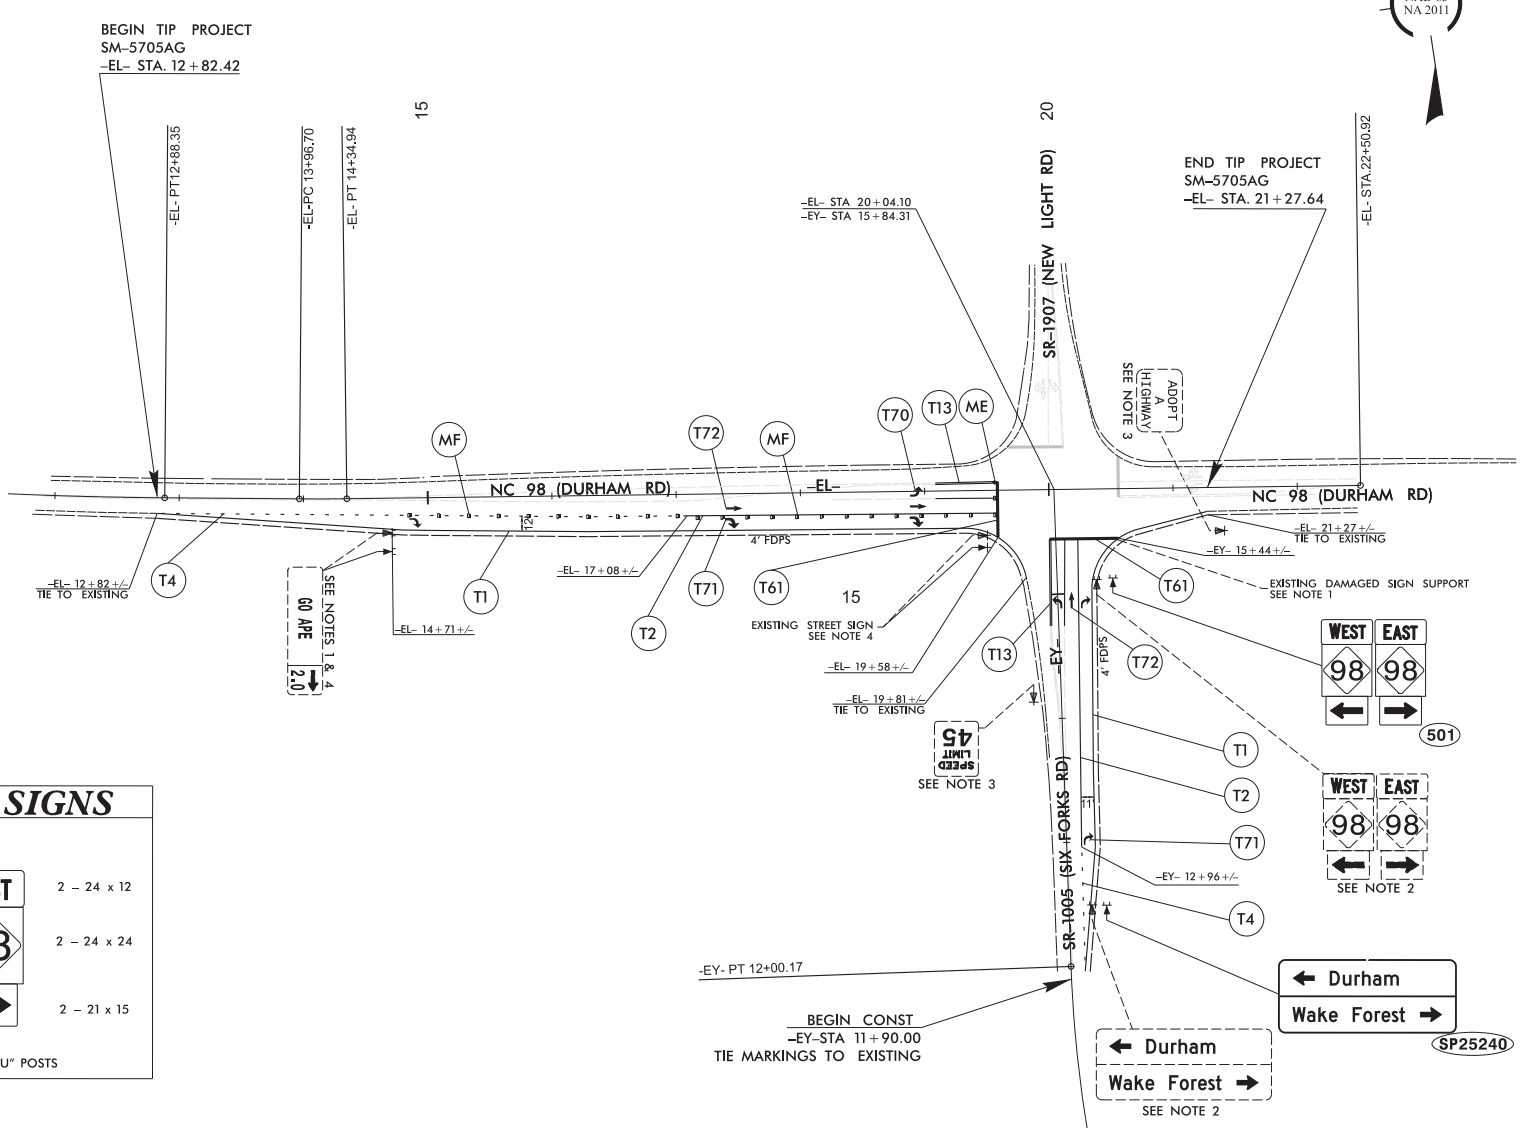 NA 2011
BEGIN TIP PROJECT
SM-5705AG
-EL- STA. 12+82.42
15
20
-EL- PT12+88.35
-EL-PC 13+96.70
-EL- PT 14+34.94
-EL- STA 20+04.10
-EY- STA 15+84.31
SR-1907 (NEW LIGHT RD)
END TIP PROJECT
SM-5705AG
-EL- STA. 21+27.64
-EL- STA.22+50.92
ADOPT
A
HIGHWAY
SEE NOTE 3
MF
T72
MF
T70
T13
ME
NC 98 (DURHAM RD)
-EL-
NC 98 (DURHAM RD)
12'
4' FDPS
-EL- 21+27+/-
TIE TO EXISTING
-EY- 15+44+/-
-EL- 12+82+/-
TIE TO EXISTING
T4
-EL- 17+08+/-
T1
T2
T71
T61
15
T61
EXISTING DAMAGED SIGN SUPPORT
SEE NOTE 1
GO APE
2.0
SEE NOTES 1 & 4
-EL- 14+71+/-
EXISTING STREET SIGN
SEE NOTE 4
-EL- 19+58+/-
-EL- 19+81+/-
TIE TO EXISTING
T13
-EY-
T72
4' FDPS
WEST
EAST
98
98
501
SPEED
LIMIT
45
SEE NOTE 3
T1
T2
11'
T71
-EY- 12+96+/-
T4
WEST
EAST
98
98
SEE NOTE 2
SR-1005 (SIX FORKS RD)
SIGNS
2 - 24 x 12
2 - 24 x 24
2 - 21 x 15
U" POSTS
-EY- PT 12+00.17
BEGIN CONST
-EY-STA 11+90.00
TIE MARKINGS TO EXISTING
← Durham
Wake Forest →
SP25240
← Durham
Wake Forest →
SEE NOTE 2